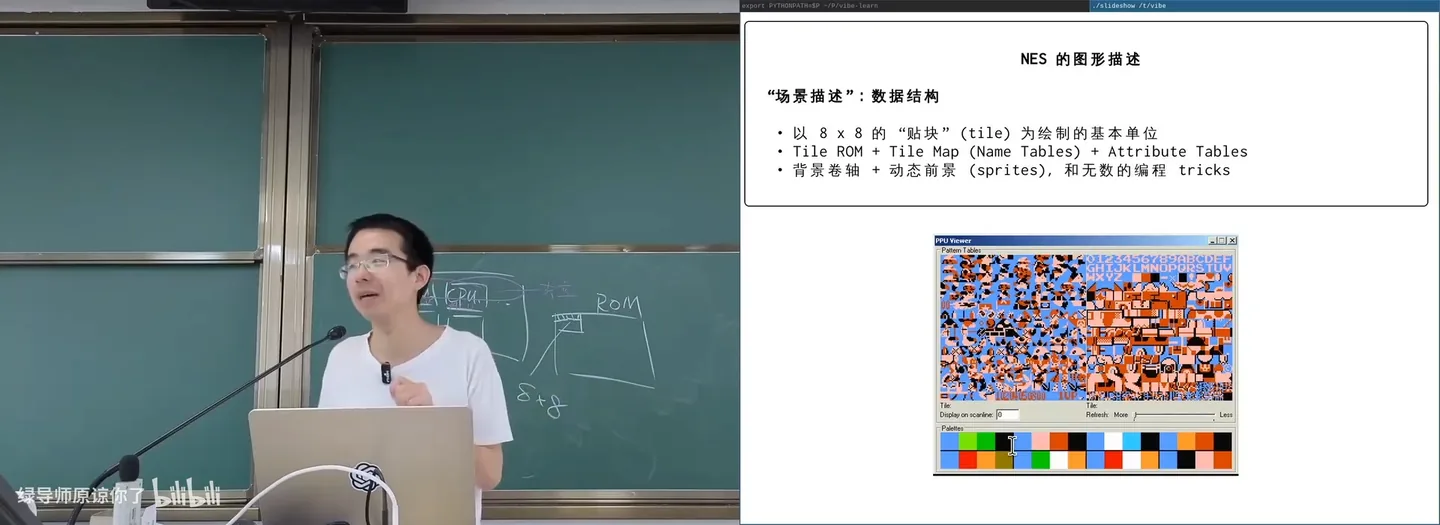 export PYTHONPATH=$P ~/P/vibe-learn
./slideshow /t/vibe
NES 的图形描述
“场景描述”：数据结构
• 以 8 x 8 的 “贴块” (tile) 为绘制的基本单位
• Tile ROM + Tile Map (Name Tables) + Attribute Tables
• 背景卷轴 + 动态前景 (sprites), 和无数的编程 tricks
CPU
ROM
8+8
PPU Viewer
Pattern Tables
0123456789ABCDEF
GHIJKLMNOPQRSTUV
WXYZ
Tile:
Tile:
Display on scanline: 0
Refresh: More
Less
Palettes
绿导师原谅你了 bilibili